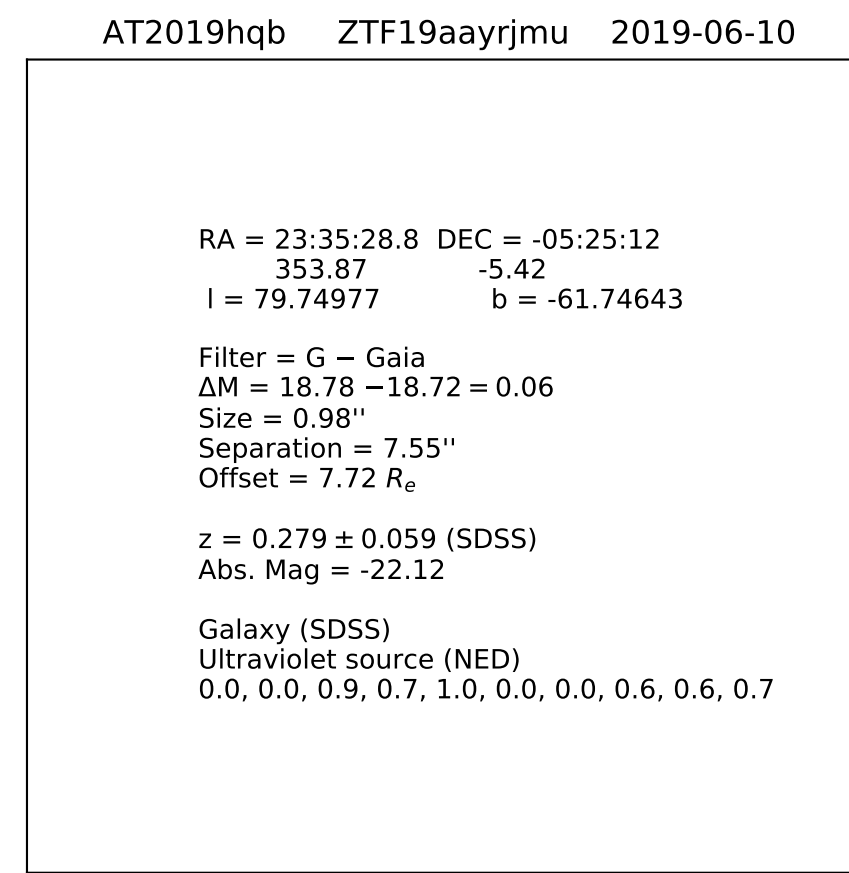 AT2019hqb ZTF19aayrjmu 2019-06-10
RA = 23:35:28.8 DEC = -05:25:12
353.87 -5.42
l = 79.74977 b = -61.74643
Filter = G − Gaia
ΔM = 18.78 −18.72 = 0.06
Size = 0.98''
Separation = 7.55''
Offset = 7.72 Rₑ
z = 0.279 ± 0.059 (SDSS)
Abs. Mag = -22.12
Galaxy (SDSS)
Ultraviolet source (NED)
0.0, 0.0, 0.9, 0.7, 1.0, 0.0, 0.0, 0.6, 0.6, 0.7